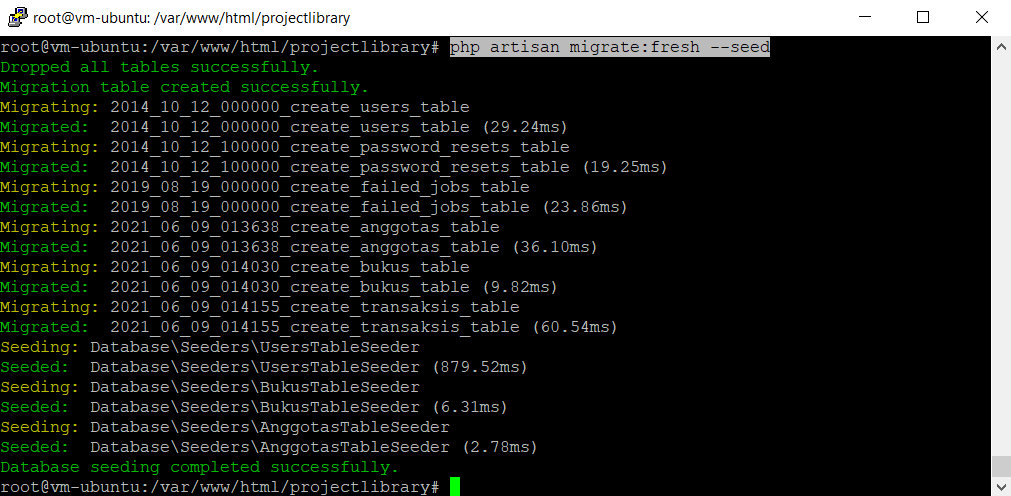 root@vm-ubuntu: /var/www/html/projectlibrary
root@vm-ubuntu:/var/www/html/projectlibrary# php artisan migrate:fresh --seed
Dropped all tables successfully.
Migration table created successfully.
Migrating: 2014_10_12_000000_create_users_table
Migrated:  2014_10_12_000000_create_users_table (29.24ms)
Migrating: 2014_10_12_100000_create_password_resets_table
Migrated:  2014_10_12_100000_create_password_resets_table (19.25ms)
Migrating: 2019_08_19_000000_create_failed_jobs_table
Migrated:  2019_08_19_000000_create_failed_jobs_table (23.86ms)
Migrating: 2021_06_09_013638_create_anggotas_table
Migrated:  2021_06_09_013638_create_anggotas_table (36.10ms)
Migrating: 2021_06_09_014030_create_bukus_table
Migrated:  2021_06_09_014030_create_bukus_table (9.82ms)
Migrating: 2021_06_09_014155_create_transaksis_table
Migrated:  2021_06_09_014155_create_transaksis_table (60.54ms)
Seeding: Database\Seeders\UsersTableSeeder
Seeded:  Database\Seeders\UsersTableSeeder (879.52ms)
Seeding: Database\Seeders\BukusTableSeeder
Seeded:  Database\Seeders\BukusTableSeeder (6.31ms)
Seeding: Database\Seeders\AnggotasTableSeeder
Seeded:  Database\Seeders\AnggotasTableSeeder (2.78ms)
Database seeding completed successfully.
root@vm-ubuntu:/var/www/html/projectlibrary#